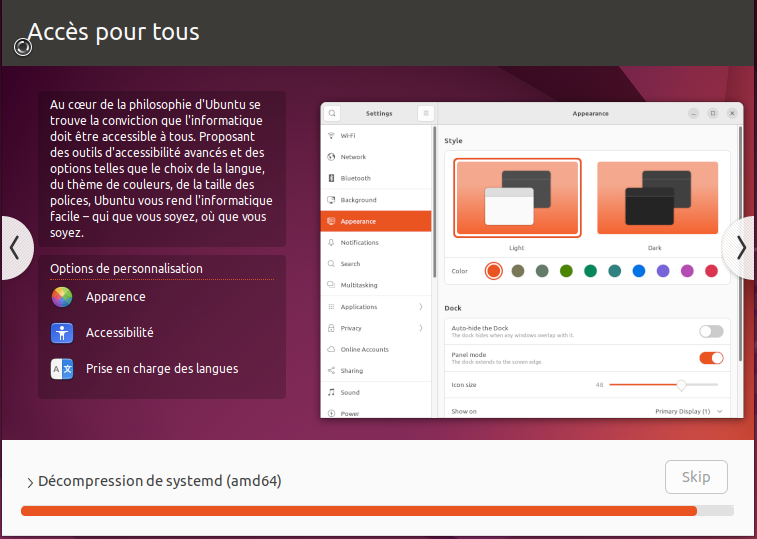 Accès pour tous
Au cœur de la philosophie d'Ubuntu se
trouve la conviction que l'informatique
doit être accessible à tous. Proposant
des outils d'accessibilité avancés et des
options telles que le choix de la langue,
du thème de couleurs, de la taille des
polices, Ubuntu vous rend l'informatique
facile – qui que vous soyez, où que vous
soyez.
Options de personnalisation
Apparence
Accessibilité
Prise en charge des langues
Settings
Wi-Fi
Network
Bluetooth
Background
Appearance
Notifications
Search
Multitasking
Applications
Privacy
Online Accounts
Sharing
Sound
Power
Appearance
Style
Light
Dark
Color
Dock
Auto-hide the Dock
The dock hides when any windows overlap with it.
Panel mode
The dock extends to the screen edge.
Icon size
48
Show on
Primary Display (1)
Décompression de systemd (amd64)
Skip